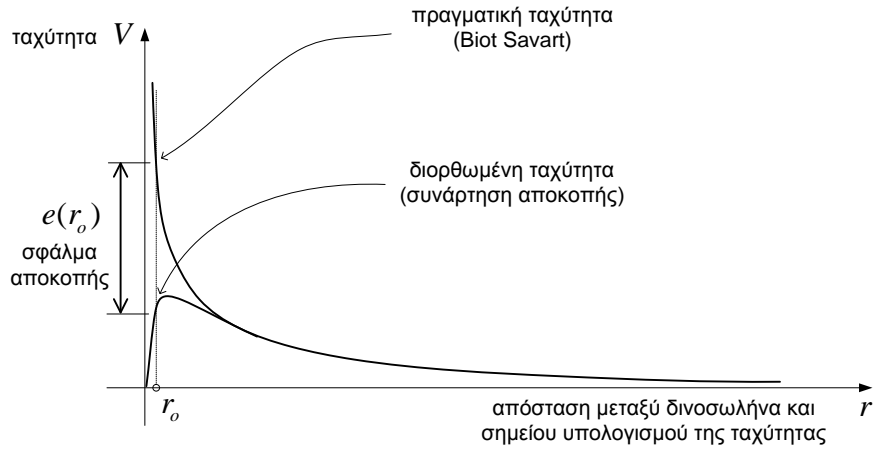 πραγματική ταχύτητα
(Biot Savart)
ταχύτητα V
διορθωμένη ταχύτητα
(συνάρτηση αποκοπής)
e(r_o)
σφάλμα
αποκοπής
r_o
απόσταση μεταξύ δινοσωλήνα και
σημείου υπολογισμού της ταχύτητας
r